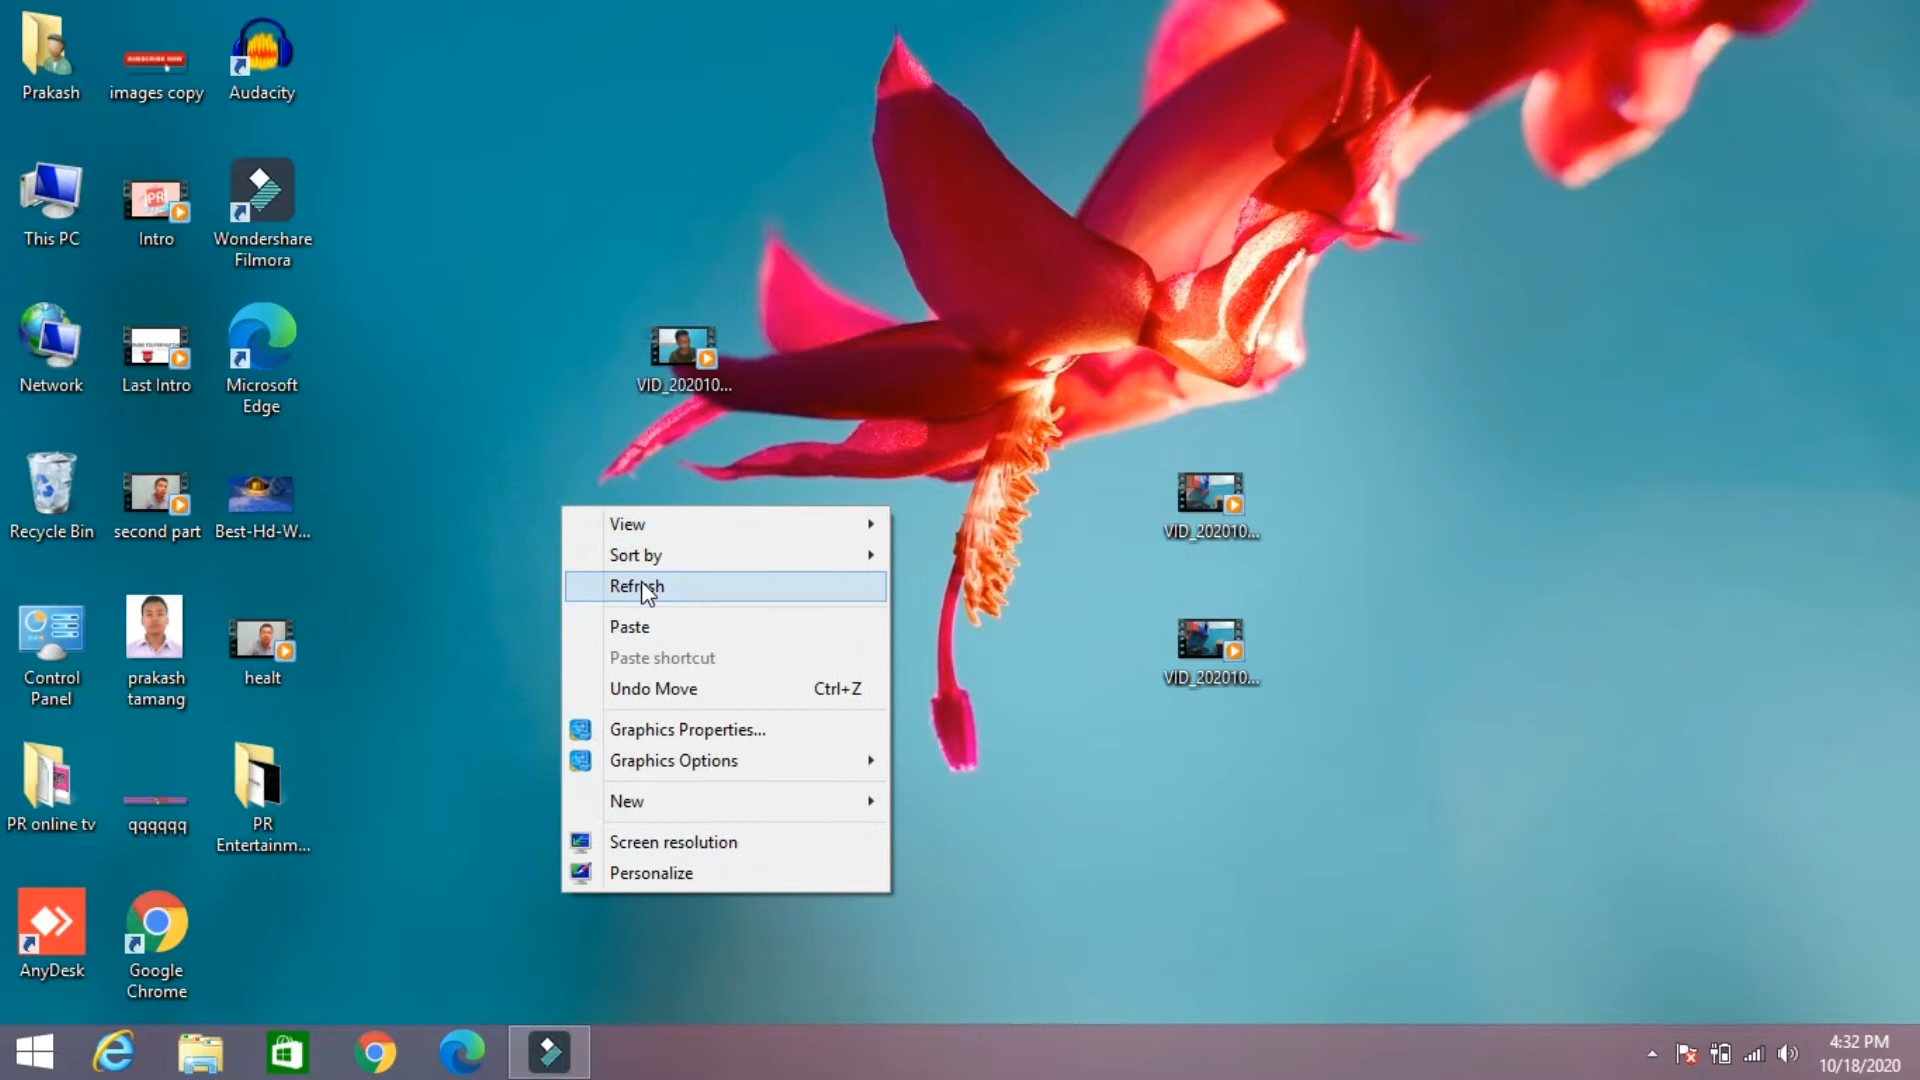 Prakash
images copy
Audacity
This PC
Intro
Wondershare
Filmora
Network
Last Intro
Microsoft
Edge
Recycle Bin
second part
Best-Hd-W...
Control
Panel
prakash
tamang
healt
PR online tv
qqqqqq
PR
Entertainm...
AnyDesk
Google
Chrome
SUBSCRIBE NOW
PR
VID_202010...
VID_202010...
VID_202010...
View
Sort by
Refresh
Paste
Paste shortcut
Undo Move Ctrl+Z
Graphics Properties...
Graphics Options
New
Screen resolution
Personalize
4:32 PM
10/18/2020